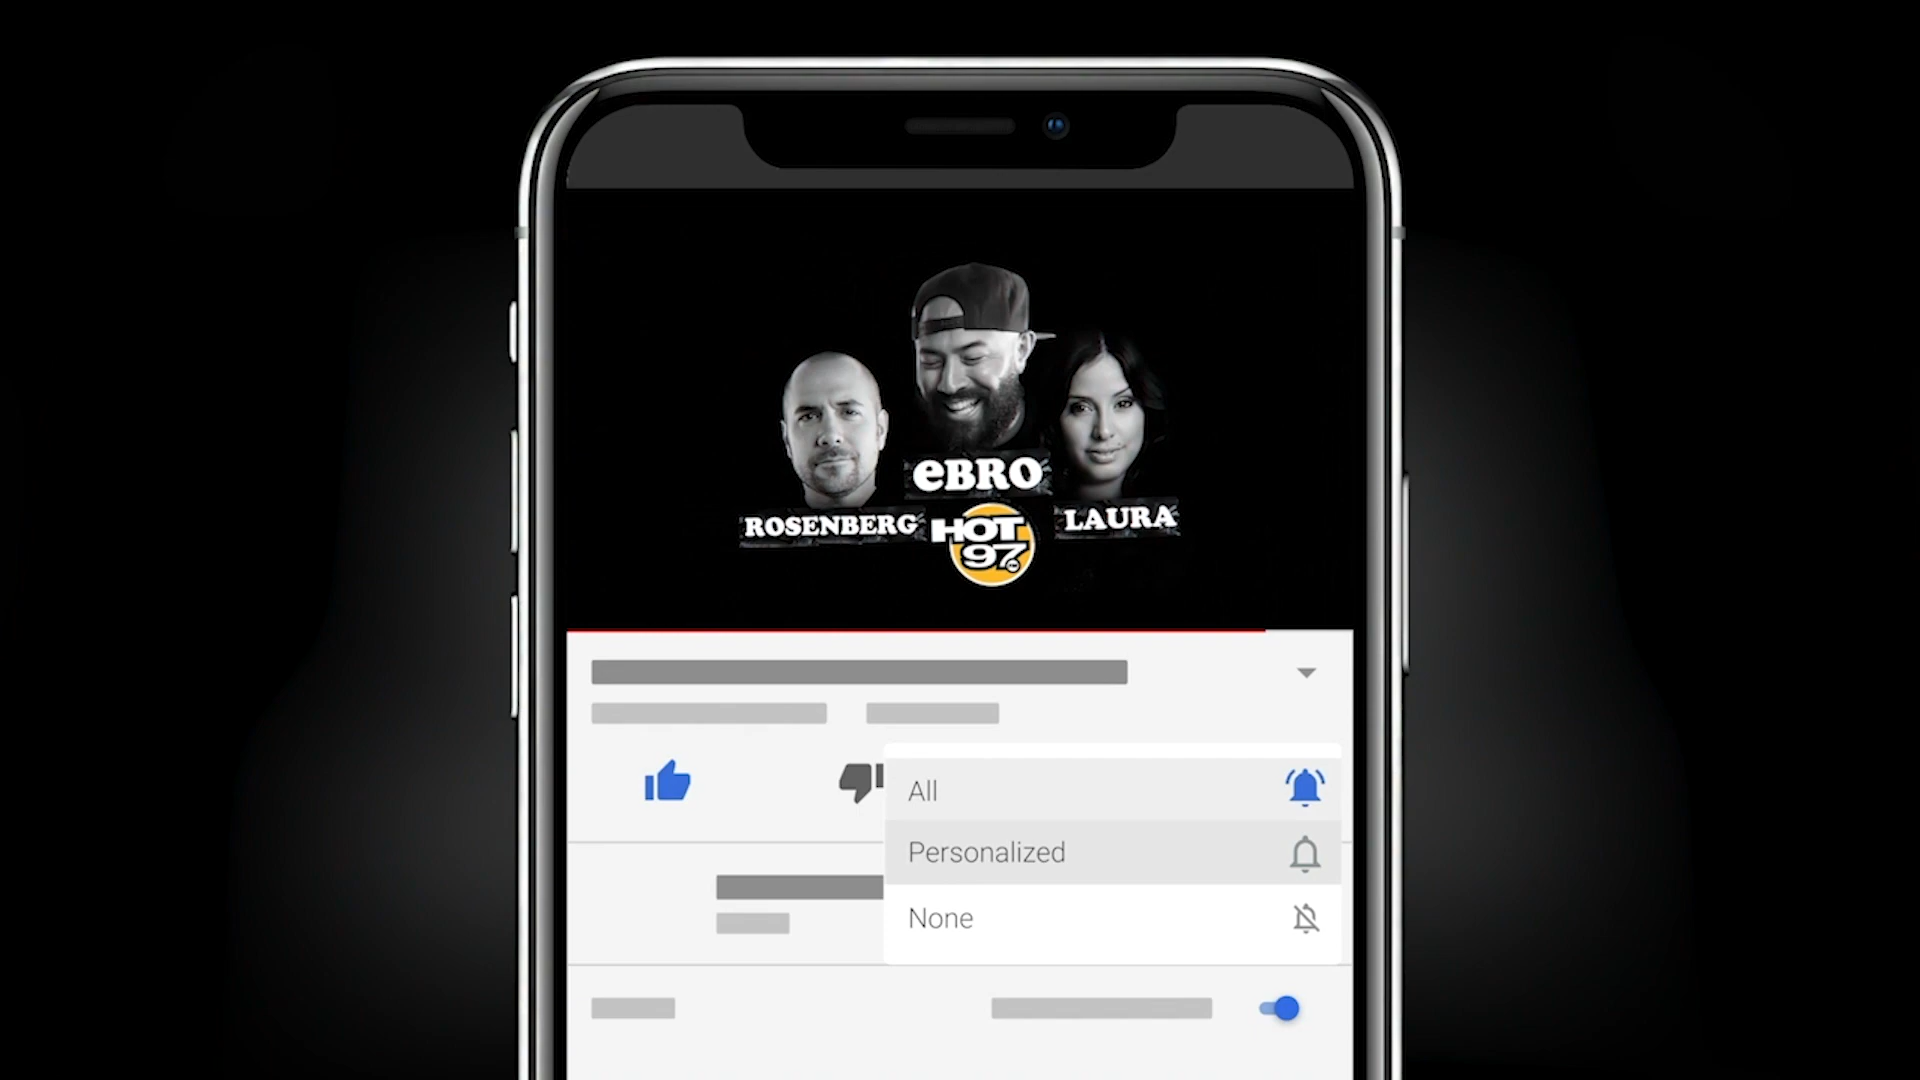 eBRO
ROSENBERG
HOT
97
LAURA
All
Personalized
None